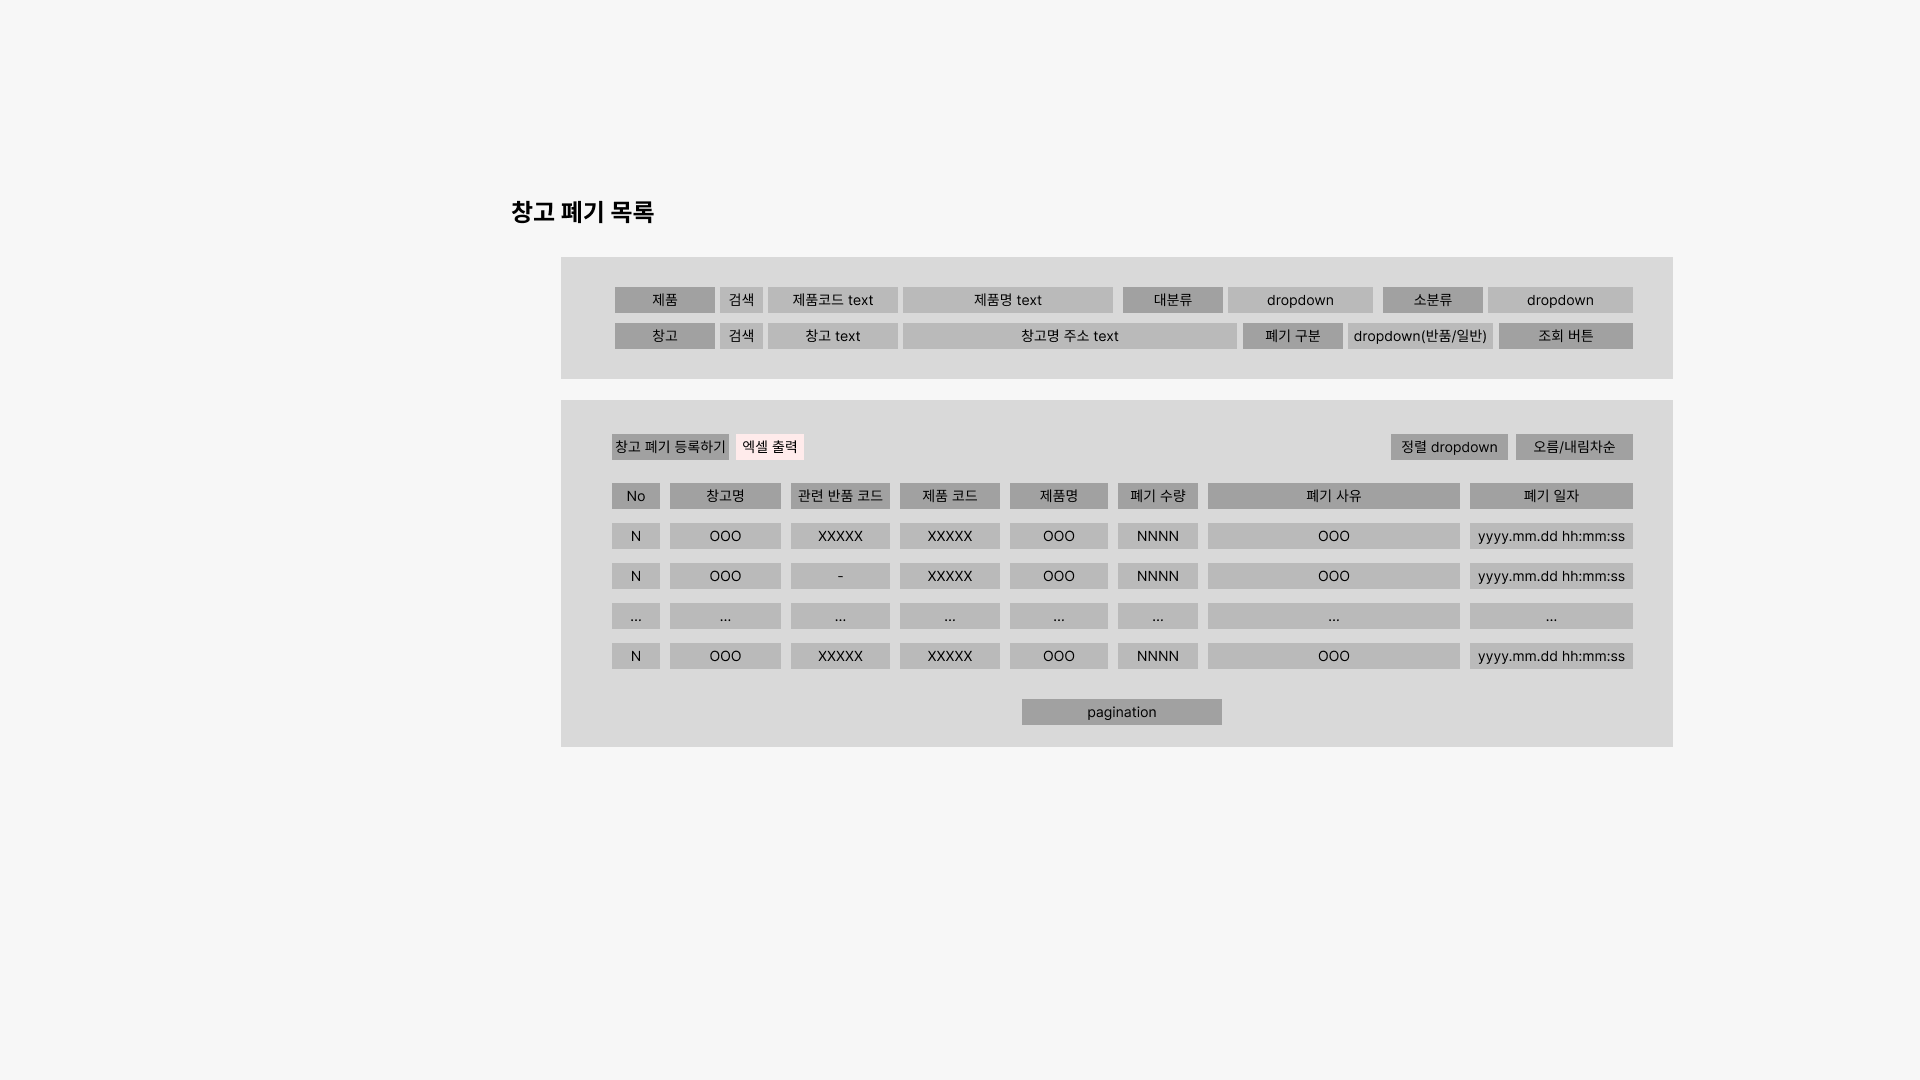 창고 폐기 목록
제품 검색 제품코드 text 제품명 text 대분류 dropdown 소분류 dropdown
창고 검색 창고 text 창고명 주소 text 폐기 구분 dropdown(반품/일반) 조회 버튼
창고 폐기 등록하기 엑셀 출력 정렬 dropdown 오름/내림차순
No 창고명 관련 반품 코드 제품 코드 제품명 폐기 수량 폐기 사유 폐기 일자
N OOO XXXXX XXXXX OOO NNNN OOO yyyy.mm.dd hh:mm:ss
N OOO - XXXXX OOO NNNN OOO yyyy.mm.dd hh:mm:ss
... ... ... ... ... ... ... ...
N OOO XXXXX XXXXX OOO NNNN OOO yyyy.mm.dd hh:mm:ss
pagination